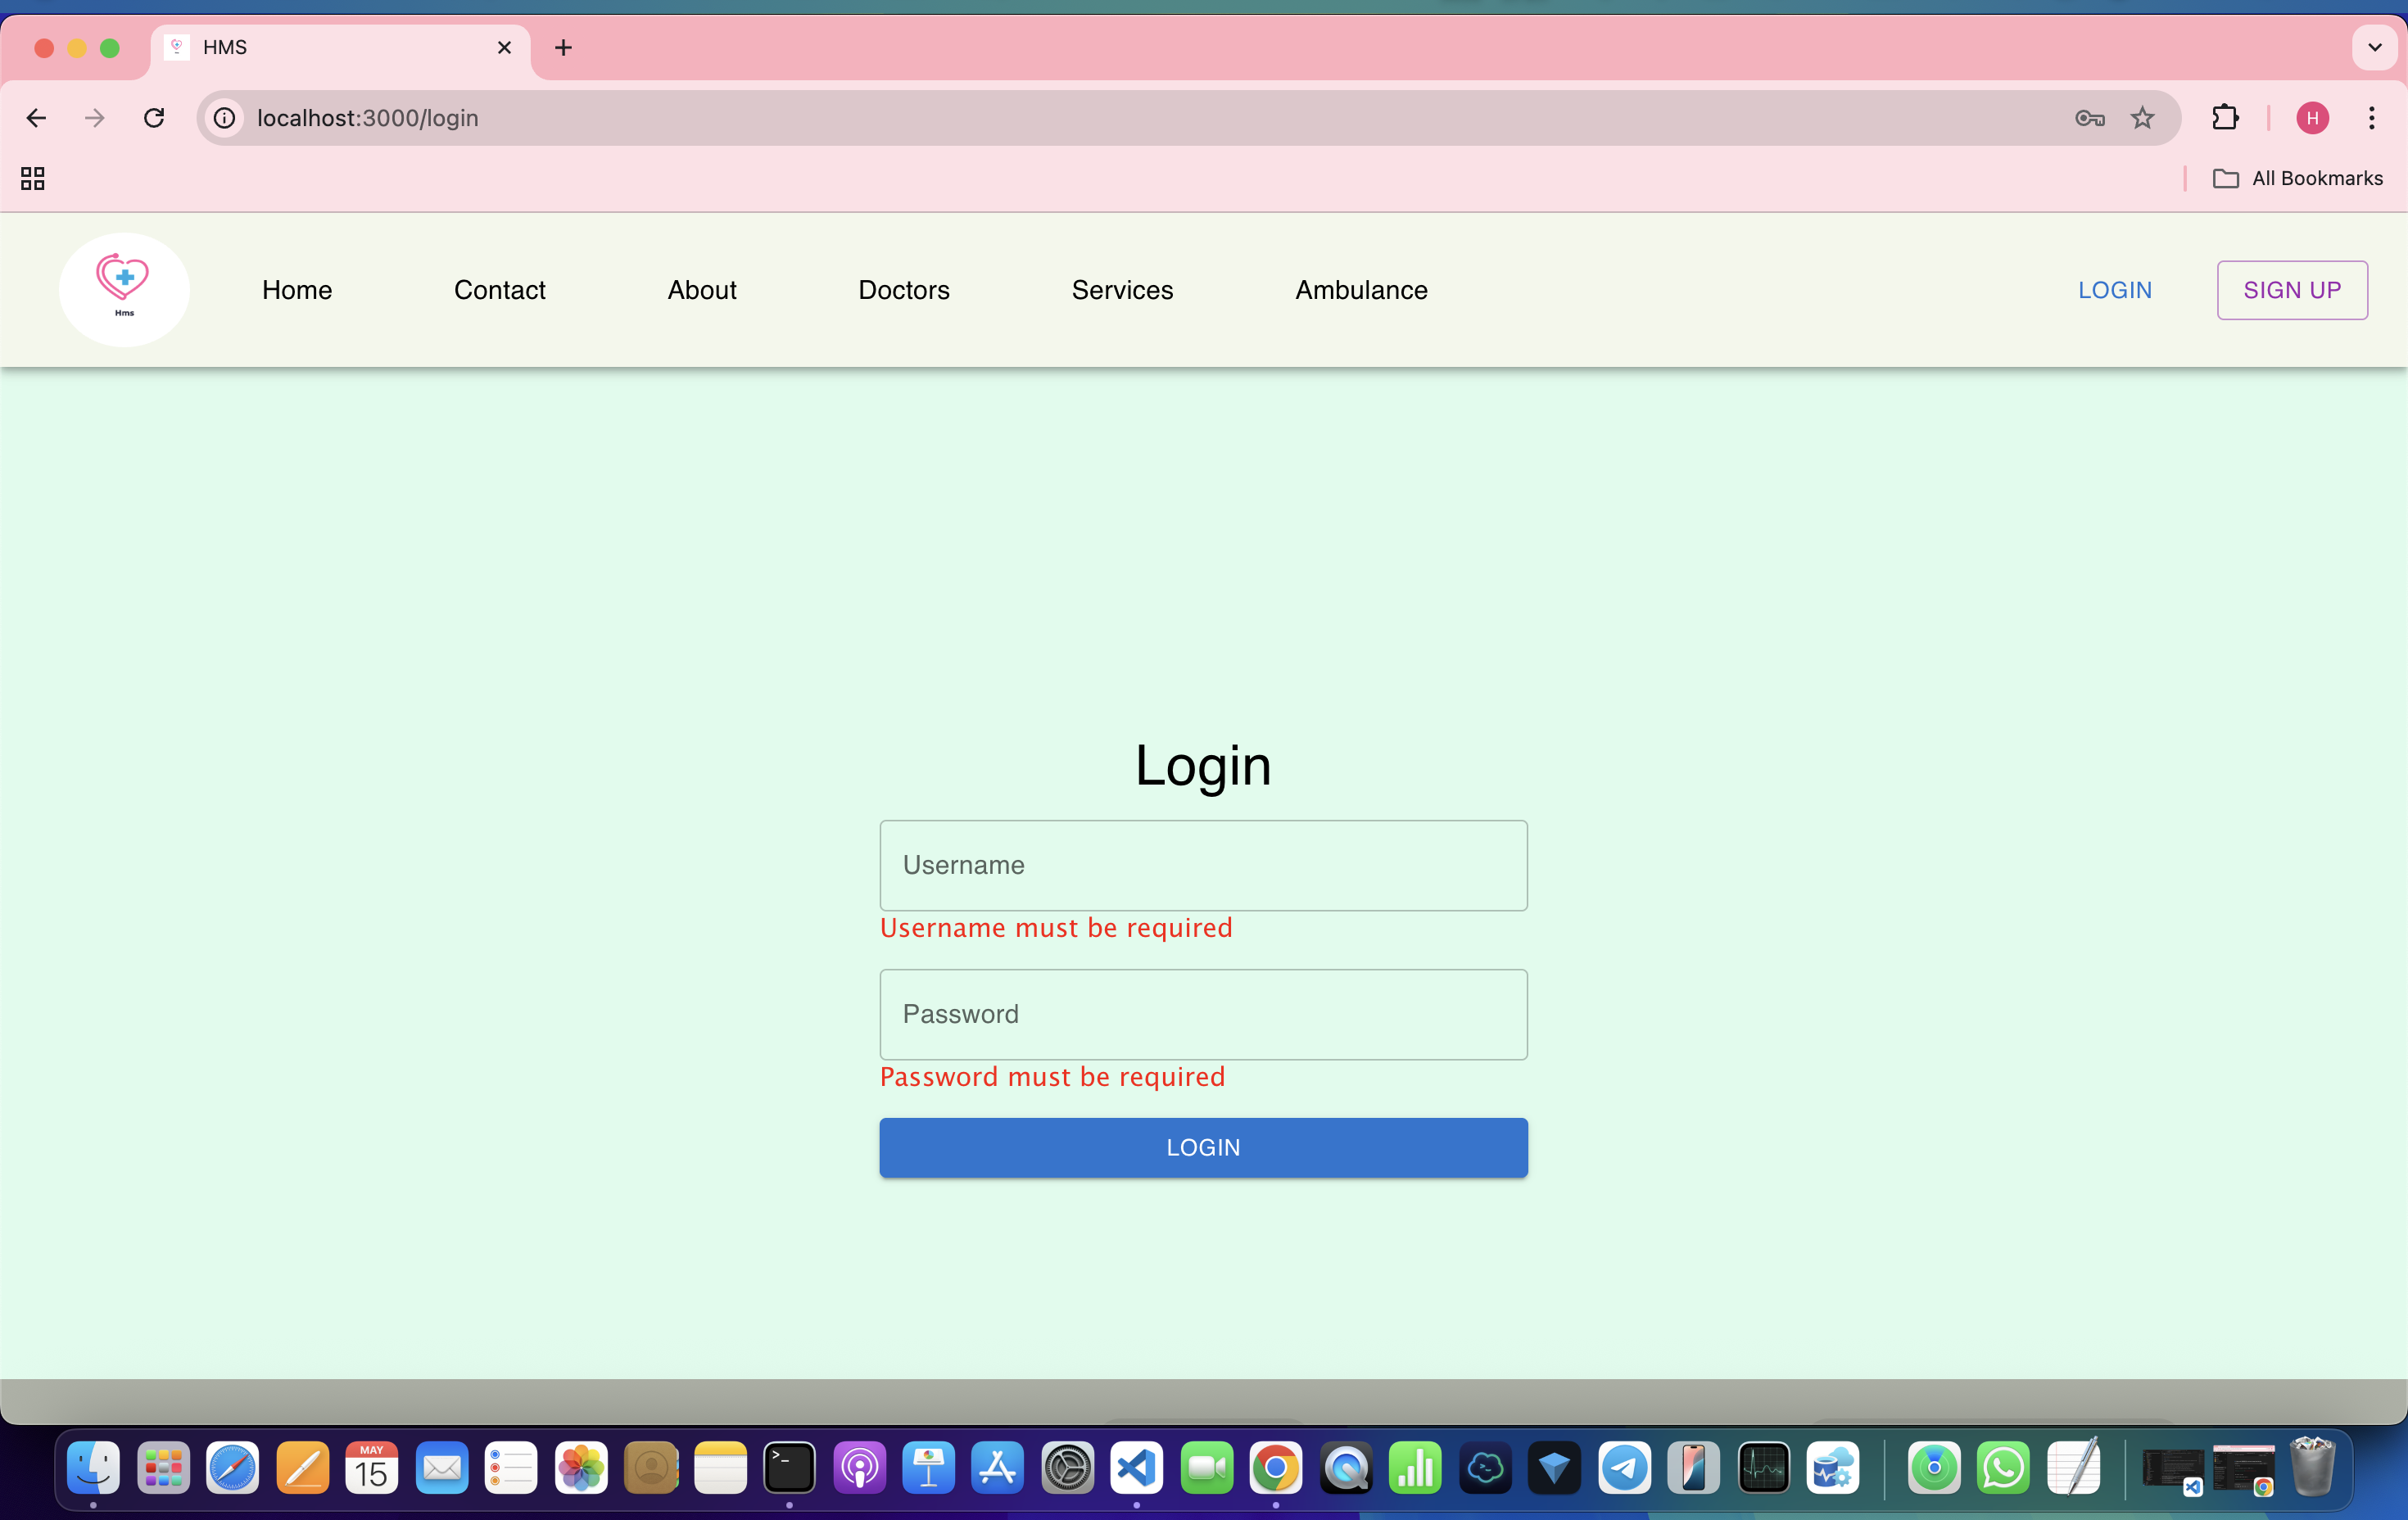 HMS
localhost:3000/login
H
All Bookmarks
Hms
Home
Contact
About
Doctors
Services
Ambulance
LOGIN
SIGN UP
Login
Username
Username must be required
Password
Password must be required
LOGIN
MAY
15